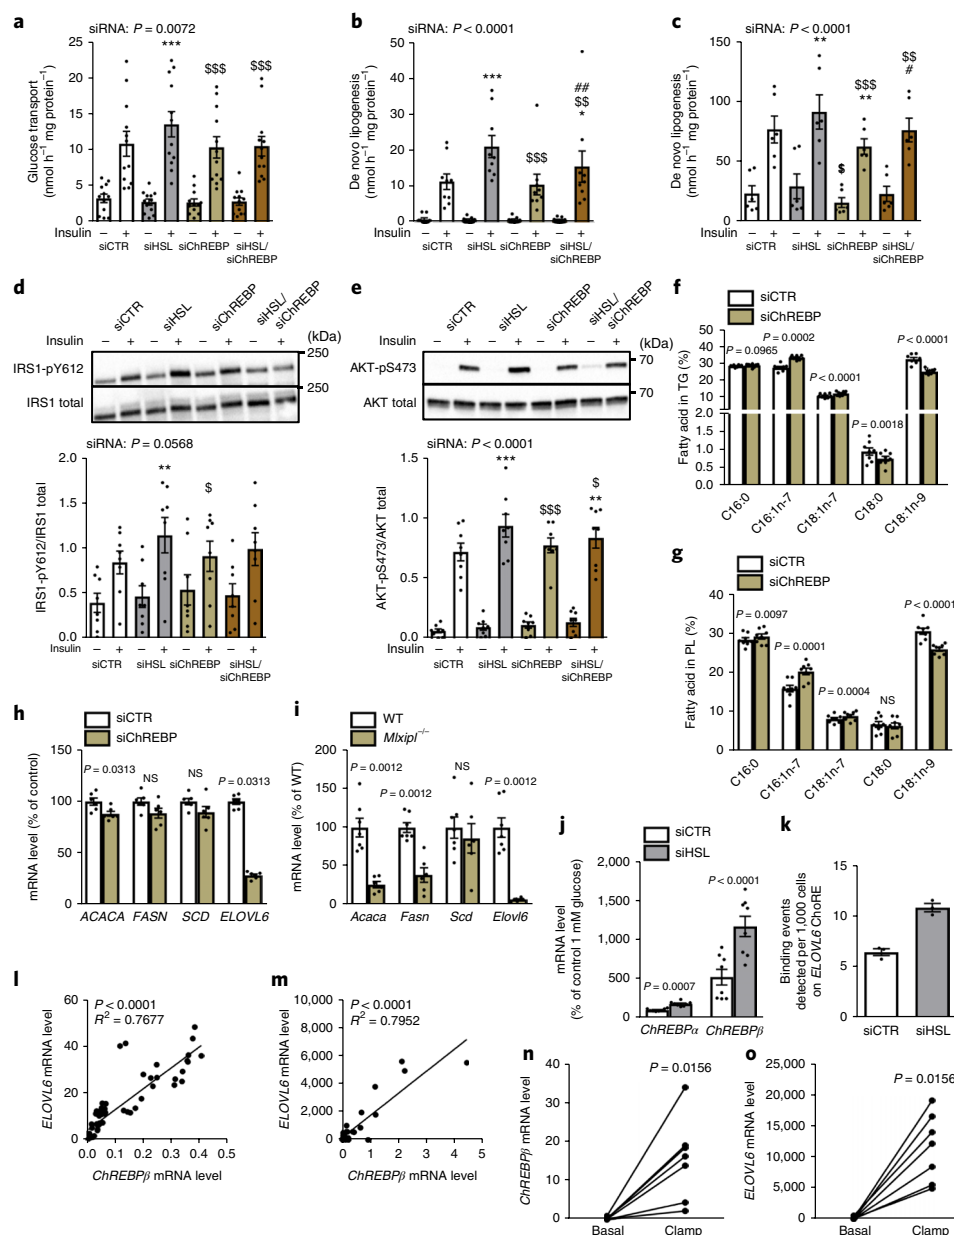 a
siRNA: P = 0.0072
Glucose transport
(nmol h−1 mg protein−1)
25
20
15
10
5
0
***
$$$
$$$
Insulin – + – + – + – +
siCTR siHSL siChREBP siHSL/
siChREBP
b
siRNA: P < 0.0001
De novo lipogenesis
(nmol h−1 mg protein−1)
50
40
30
20
10
0
***
$$$
##
$$
*
– + – + – + – +
siCTR siHSL siChREBP siHSL/
siChREBP
c
siRNA: P < 0.0001
De novo lipogenesis
(nmol h−1 mg protein−1)
150
100
50
0
**
$
$$$
**
$$
#
Insulin – + – + – + – +
siCTR siHSL siChREBP siHSL/
siChREBP
d
siCTR siHSL siChREBP siHSL/
siChREBP
Insulin – + – + – + – + (kDa)
IRS1-pY612 250
IRS1 total 250
siRNA: P = 0.0568
IRS1-pY612/IRS1 total
2.0
1.5
1.0
0.5
0.0
**
$
Insulin – + – + – + – +
siCTR siHSL siChREBP siHSL/
siChREBP
e
siCTR siHSL siChREBP siHSL/
siChREBP
Insulin – + – + – + – + (kDa)
AKT-pS473 70
AKT total 70
siRNA: P < 0.0001
AKT-pS473/AKT total
1.5
1.0
0.5
0.0
***
$$$
$
**
Insulin – + – + – + – +
siCTR siHSL siChREBP siHSL/
siChREBP
f
siCTR
siChREBP
Fatty acid in TG (%)
40
30
20
10
2.0
1.5
1.0
0.5
0.0
P = 0.0965
P = 0.0002
P < 0.0001
P = 0.0018
P < 0.0001
C16:0
C16:1n-7
C18:1n-7
C18:0
C18:1n-9
g
siCTR
siChREBP
Fatty acid in PL (%)
40
30
20
10
0
P = 0.0097
P = 0.0001
P = 0.0004
NS
P < 0.0001
C16:0
C16:1n-7
C18:1n-7
C18:0
C18:1n-9
h
siCTR
siChREBP
mRNA level (% of control)
150
100
50
0
P = 0.0313
NS
NS
P = 0.0313
ACACA FASN SCD ELOVL6
i
WT
Mlxipl−/−
mRNA level (% of WT)
200
150
100
50
0
P = 0.0012
P = 0.0012
NS
P = 0.0012
Acaca Fasn Scd Elovl6
j
siCTR
siHSL
mRNA level
(% of control 1 mM glucose)
2,000
1,500
1,000
500
0
P = 0.0007
P < 0.0001
ChREBPα ChREBPβ
k
Binding events
detected per 1,000 cells
on ELOVL6 ChoRE
15
10
5
0
siCTR siHSL
l
P < 0.0001
R2 = 0.7677
ELOVL6 mRNA level
60
40
20
0
0.0 0.1 0.2 0.3 0.4 0.5
ChREBPβ mRNA level
m
P < 0.0001
R2 = 0.7952
ELOVL6 mRNA level
10,000
8,000
6,000
4,000
2,000
0
0 1 2 3 4 5
ChREBPβ mRNA level
n
P = 0.0156
ChREBPβ mRNA level
40
30
20
10
0
Basal Clamp
o
P = 0.0156
ELOVL6 mRNA level
25,000
20,000
15,000
10,000
5,000
0
Basal Clamp